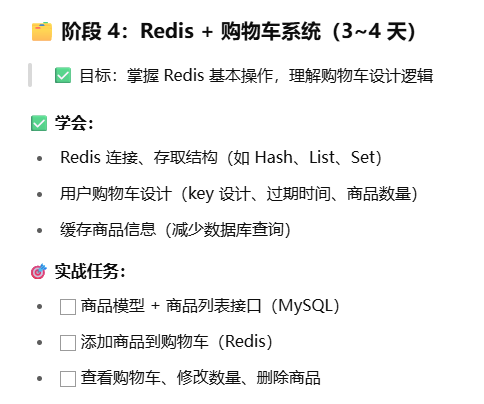 阶段 4：Redis + 购物车系统（3~4 天）
目标：掌握 Redis 基本操作，理解购物车设计逻辑
学会：
Redis 连接、存取结构（如 Hash、List、Set）
用户购物车设计（key 设计、过期时间、商品数量）
缓存商品信息（减少数据库查询）
实战任务：
商品模型 + 商品列表接口（MySQL）
添加商品到购物车（Redis）
查看购物车、修改数量、删除商品